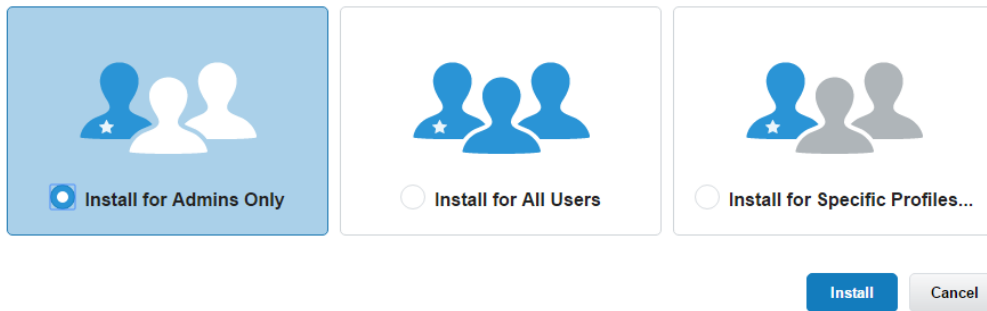 Install for Admins Only
Install for All Users
Install for Specific Profiles...
Install
Cancel